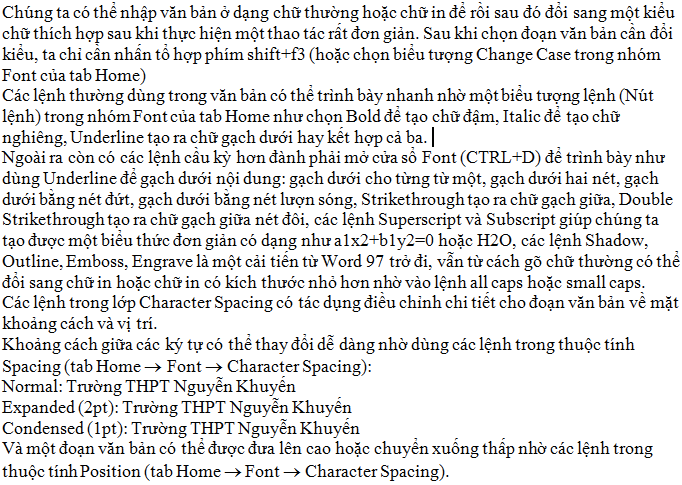 Chúng ta có thể nhập văn bản ở dạng chữ thường hoặc chữ in để rồi sau đó đổi sang một kiểu
chữ thích hợp sau khi thực hiện một thao tác rất đơn giản. Sau khi chọn đoạn văn bản cần đổi
kiểu, ta chỉ cần nhấn tổ hợp phím shift+f3 (hoặc chọn biểu tượng Change Case trong nhóm
Font của tab Home)
Các lệnh thường dùng trong văn bản có thể trình bày nhanh nhờ một biểu tượng lệnh (Nút
lệnh) trong nhóm Font của tab Home như chọn Bold để tạo chữ đậm, Italic để tạo chữ
nghiêng, Underline tạo ra chữ gạch dưới hay kết hợp cả ba.
Ngoài ra còn có các lệnh cầu kỳ hơn đành phải mở cửa sổ Font (CTRL+D) để trình bày như
dùng Underline để gạch dưới nội dung: gạch dưới cho từng từ một, gạch dưới hai nét, gạch
dưới bằng nét đứt, gạch dưới bằng nét lượn sóng, Strikethrough tạo ra chữ gạch giữa, Double
Strikethrough tạo ra chữ gạch giữa nét đôi, các lệnh Superscript và Subscript giúp chúng ta
tạo được một biểu thức đơn giản có dạng như a1x2+b1y2=0 hoặc H2O, các lệnh Shadow,
Outline, Emboss, Engrave là một cải tiến từ Word 97 trở đi, vẫn từ cách gõ chữ thường có thể
đổi sang chữ in hoặc chữ in có kích thước nhỏ hơn nhờ vào lệnh all caps hoặc small caps.
Các lệnh trong lớp Character Spacing có tác dụng điều chỉnh chi tiết cho đoạn văn bản về mặt
khoảng cách và vị trí.
Khoảng cách giữa các ký tự có thể thay đổi dễ dàng nhờ dùng các lệnh trong thuộc tính
Spacing (tab Home → Font → Character Spacing):
Normal: Trường THPT Nguyễn Khuyến
Expanded (2pt): Trường THPT Nguyễn Khuyến
Condensed (1pt): Trường THPT Nguyễn Khuyến
Và một đoạn văn bản có thể được đưa lên cao hoặc chuyển xuống thấp nhờ các lệnh trong
thuộc tính Position (tab Home → Font → Character Spacing).